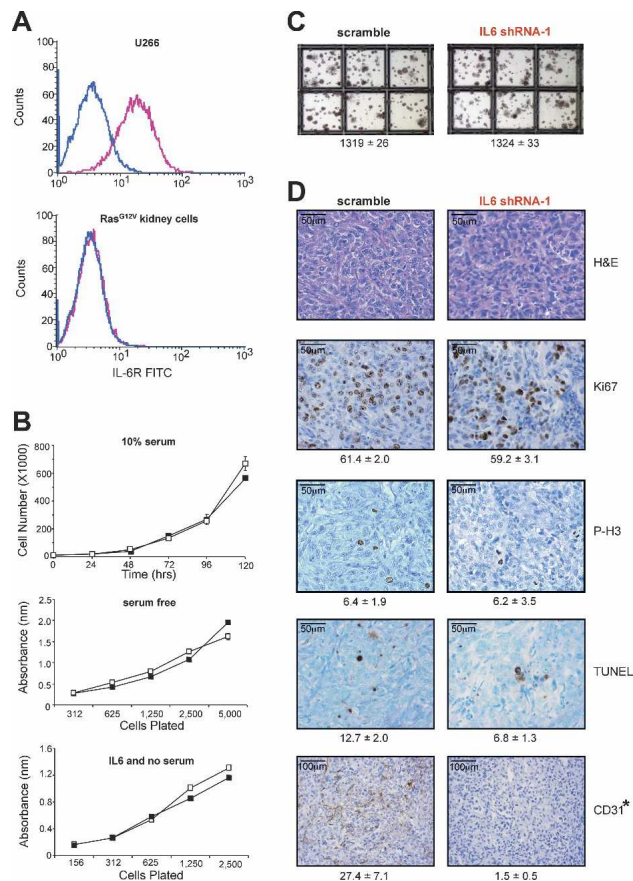 A
U266
Counts
100
80
60
40
20
0
10⁰ 10¹ 10² 10³
Ras^G12V kidney cells
Counts
100
80
60
40
20
0
10⁰ 10¹ 10² 10³
IL-6R FITC
B
10% serum
Cell Number (X1000)
800
600
400
200
0
0 24 48 72 96 120
Time (hrs)
serum free
Absorbance (nm)
2.5
2.0
1.5
1.0
.5
0
312 625 1,250 2,500 5,000
Cells Plated
IL6 and no serum
Absorbance (nm)
1.6
1.2
0.8
0.4
0
156 312 625 1,250 2,500
Cells Plated
C
scramble IL6 shRNA-1
1319 ± 26 1324 ± 33
D
scramble IL6 shRNA-1
50µm 50µm
H&E
50µm 50µm
Ki67
61.4 ± 2.0 59.2 ± 3.1
50µm 50µm
P-H3
6.4 ± 1.9 6.2 ± 3.5
50µm 50µm
TUNEL
12.7 ± 2.0 6.8 ± 1.3
100µm 100µm
CD31*
27.4 ± 7.1 1.5 ± 0.5